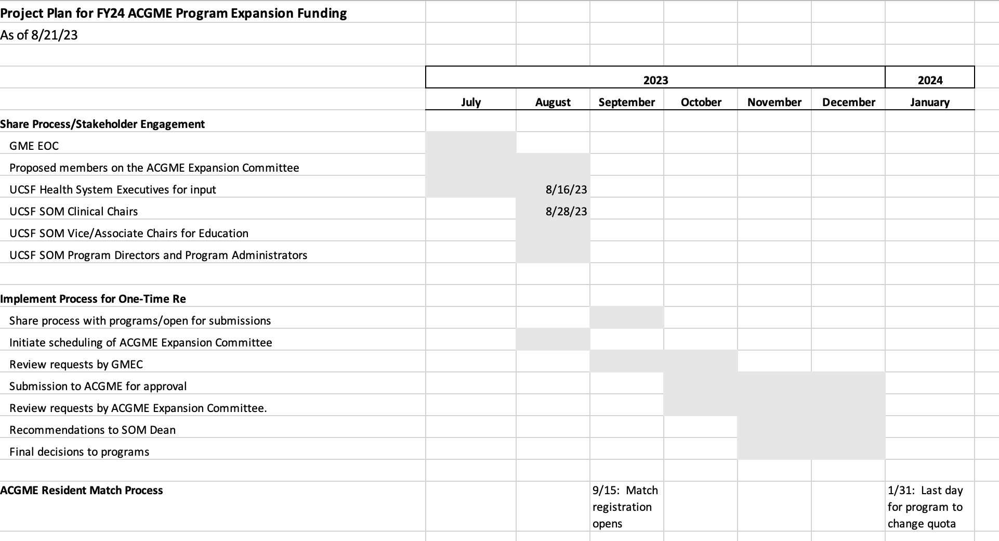 Project Plan for FY24 ACGME Program Expansion Funding
As of 8/21/23
2023 2024
July August September October November December January
Share Process/Stakeholder Engagement
GME EOC
Proposed members on the ACGME Expansion Committee
UCSF Health System Executives for input 8/16/23
UCSF SOM Clinical Chairs 8/28/23
UCSF SOM Vice/Associate Chairs for Education
UCSF SOM Program Directors and Program Administrators
Implement Process for One-Time Re
Share process with programs/open for submissions
Initiate scheduling of ACGME Expansion Committee
Review requests by GMEC
Submission to ACGME for approval
Review requests by ACGME Expansion Committee.
Recommendations to SOM Dean
Final decisions to programs
ACGME Resident Match Process
9/15: Match
registration
opens
1/31: Last day
for program to
change quota